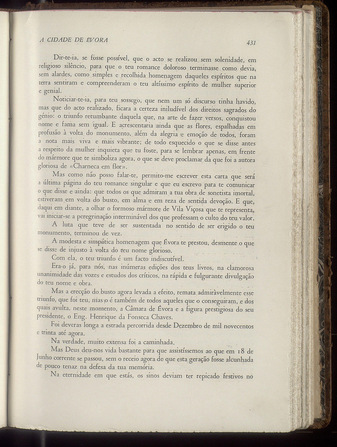 A CIDADE DE ÉVORA 431
Dir-te-ia, se fosse possível, que o acto se realizou sem solenidade, em
religioso silêncio, para que o teu romance doloroso terminasse como devia,
sem alardes, como simples e recolhida homenagem daqueles espíritos que na
terra sentiram e compreenderam o teu altíssimo espírito de mulher superior
e genial.
Noticiar-te-ia, para teu sossego, que nem um só discurso tinha havido,
mas que do acto realizado, ficara a certeza iniludível dos direitos sagrados do
génio: o triunfo retumbante daquela que, na arte de fazer versos, conquistou
nome e fama sem igual. E acrescentaria ainda que as flores, espalhadas em
profusão à volta do monumento, além da alegria e emoção de todos, foram
a nota mais viva e mais vibrante; de todo esquecido o que se disse antes
a respeito da mulher inquieta que tu foste, para se lembrar apenas, em frente
do mármore que te simboliza agora, o que se deve proclamar da que foi a autora
gloriosa de «Charneca em flor».
Mas como não posso falar-te, permito-me escrever esta carta que será
a última página do teu romance singular e que eu escrevo para te comunicar
o que disse e ainda: que todos os que admiram a tua obra de sonetista imortal,
estiveram em volta do busto, em alma e em reza de sentida devoção. E que,
daqui em diante, a olhar o formoso mármore de Vila Viçosa que te representa,
vai iniciar-se a peregrinação interminável dos que professam o culto do teu valor.
A luta que teve de ser sustentada no sentido de ser erigido o teu
monumento, terminou de vez.
A modesta e simpática homenagem que Évora te prestou, desmente o que
se disse de injusto à volta do teu nome glorioso.
Com ela, o teu triunfo é um facto indiscutível.
Era-o já, para nós, nas inúmeras edições dos teus livros, na clamorosa
unanimidade das vozes e estudos dos críticos, na rápida e fulgurante divulgação
do teu nome e obra.
Mas a erecção do busto agora levada a efeito, remata admiràvelmente esse
triunfo, que foi teu, mas o é também de todos aqueles que o conseguiram, e dos
quais avulta, neste momento, a Câmara de Évora e a figura prestigiosa do seu
presidente, o Eng. Henrique da Fonseca Chaves.
Foi deveras longa a estrada percorrida desde Dezembro de mil novecentos
e trinta até agora.
Na verdade, muito extensa foi a caminhada.
Mas Deus deu-nos vida bastante para que assistíssemos ao que em 18 de
Junho corrente se passou, sem o receio agora de que esta geração fosse alcunhada
de pouco tenaz na defesa da tua memória.
Na eternidade em que estás, os sinos deviam ter repicado festivos no